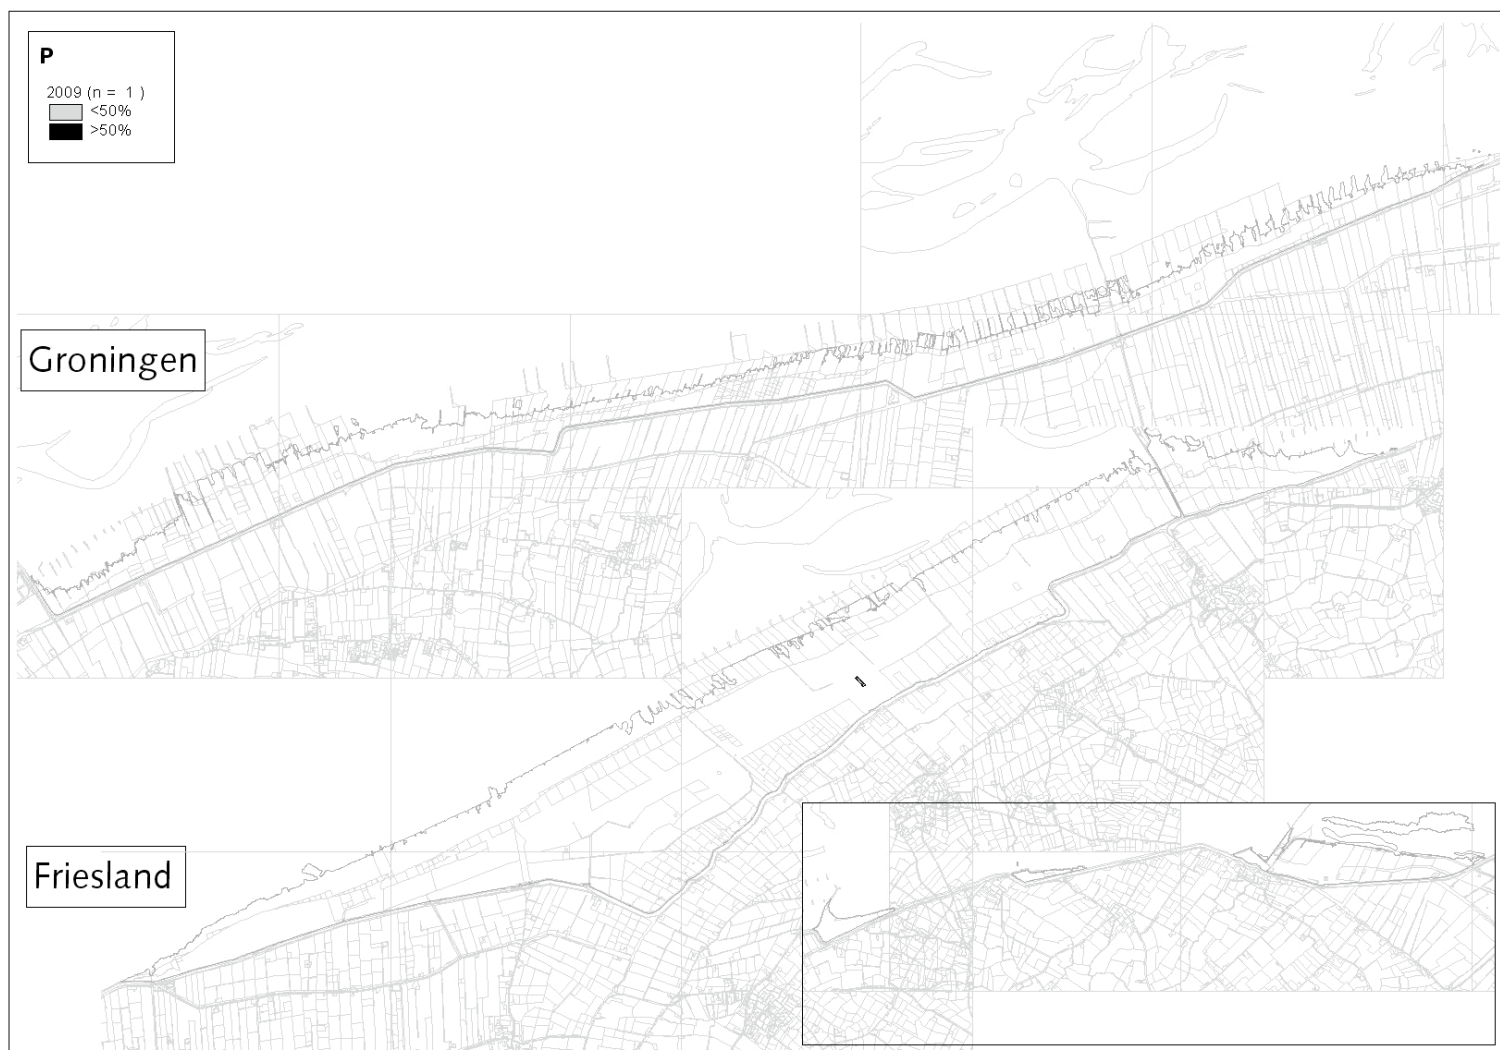 P
2009 (n = 1 )
<50%
>50%
Groningen
Friesland